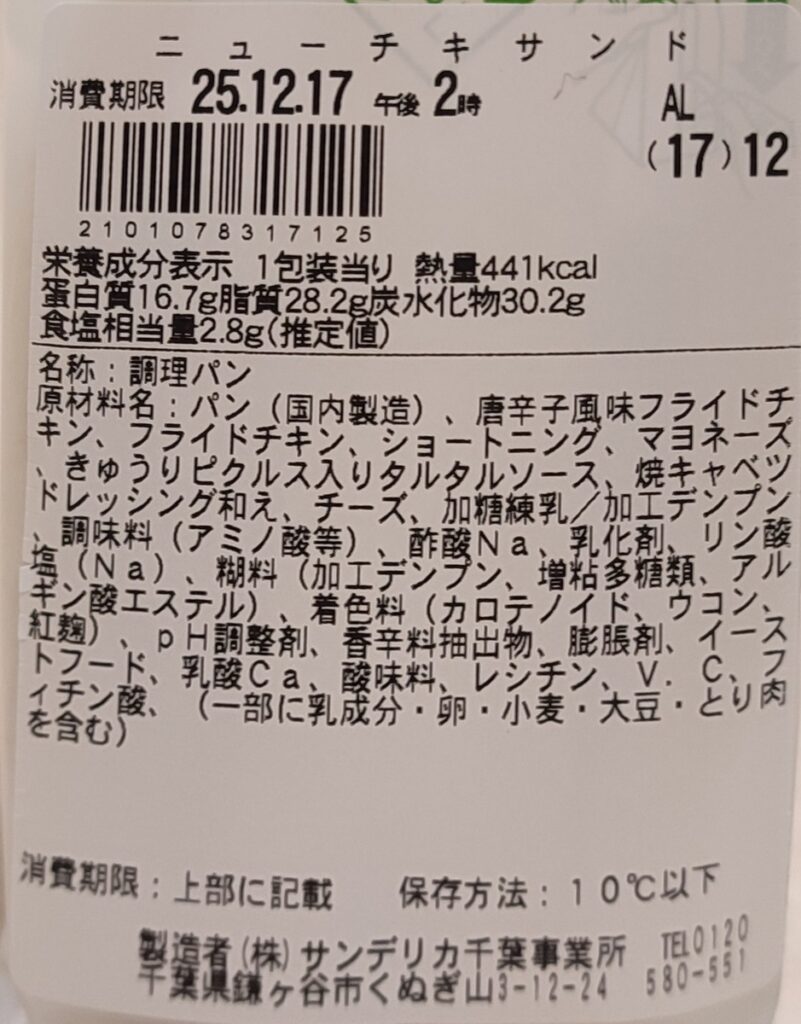 ニューチキサンド
消費期限 25.12.17 午後 2時
AL
(17) 12
2101078317125
栄養成分表示 1包装当り 熱量441kcal
蛋白質16.7g脂質28.2g炭水化物30.2g
食塩相当量2.8g(推定値)
名称：調理パン
原材料名：パン（国内製造）、唐辛子風味フライドチ
キン、フライドチキン、ショートニング、マヨネーズ
、きゅうりピクルス入りタルタルソース、焼キャベツ
ドレッシング和え、チーズ、加糖練乳／加工デンプン
、調味料（アミノ酸等）、酢酸Ｎａ、乳化剤、リン酸
塩（Ｎａ）、糊料（加工デンプン、増粘多糖類、アル
ギン酸エステル）、着色料（カロテノイド、ウコン、
紅麹）、ｐＨ調整剤、香辛料抽出物、膨脹剤、イース
トフード、乳酸Ｃａ、酸味料、レシチン、Ｖ．Ｃ、フ
ィチン酸、（一部に乳成分・卵・小麦・大豆・とり肉
を含む）
消費期限：上部に記載 保存方法：１０℃以下
製造者(株)サンデリカ千葉事業所 TEL0120
千葉県鎌ヶ谷市くぬぎ山3-12-24 580-551